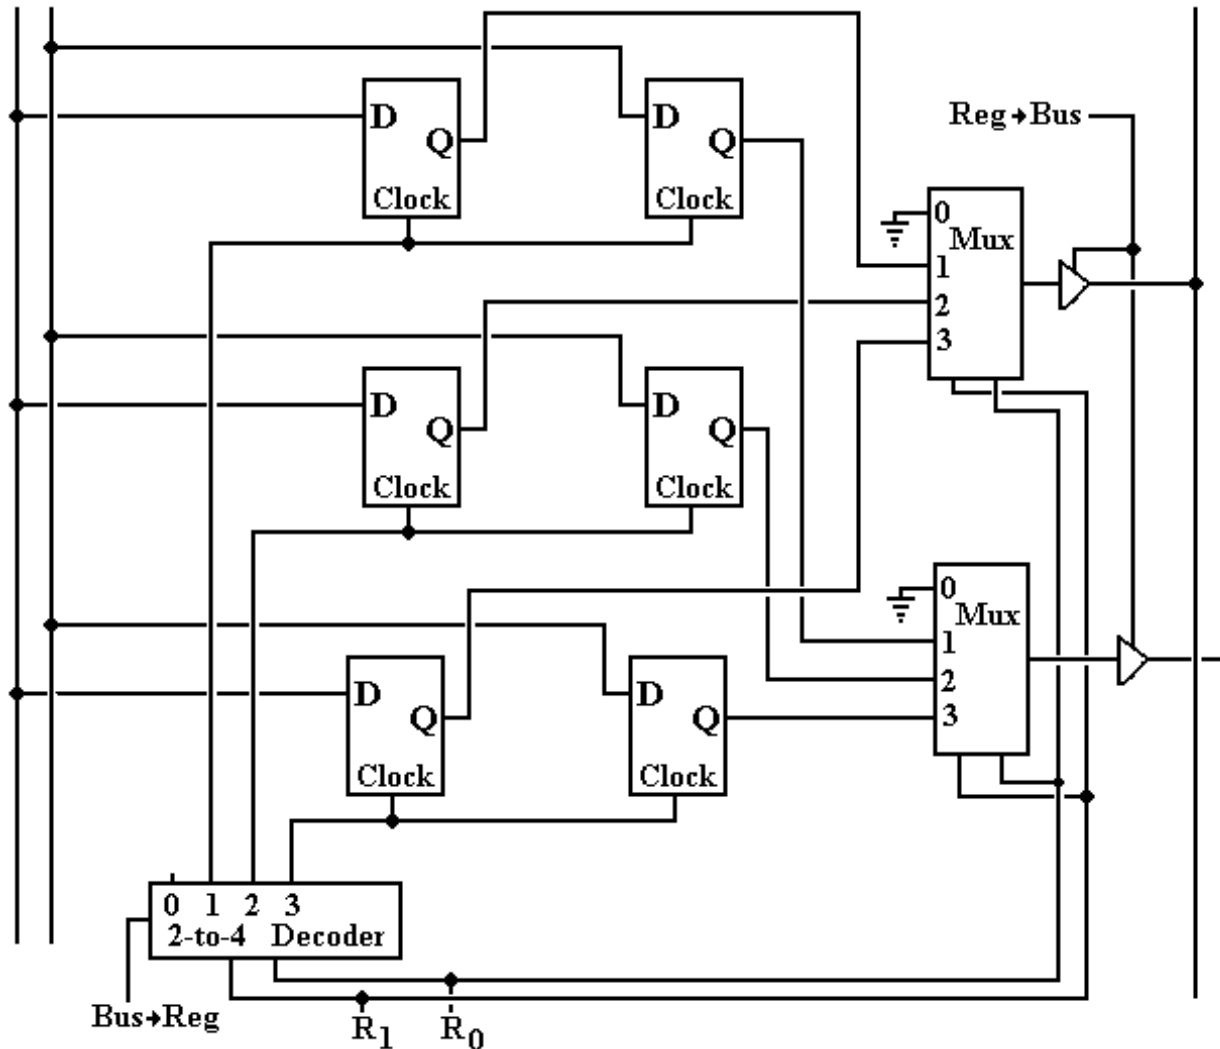 D
Q
Clock
D
Q
Clock
Reg→Bus
0
Mux
1
2
3
D
Q
Clock
D
Q
Clock
0
Mux
1
2
3
D
Q
Clock
D
Q
Clock
0 1 2 3
2-to-4 Decoder
Bus→Reg
R1
R0